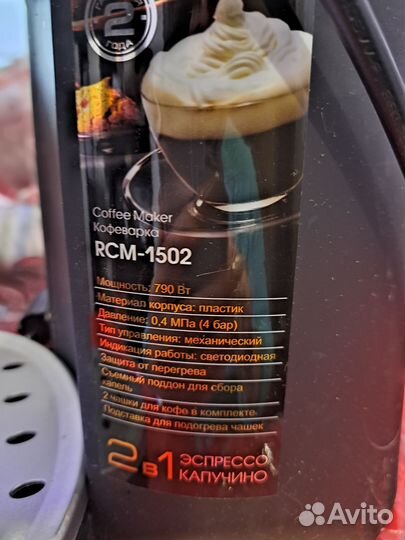 2
года
Coffee Maker
Кофеварка
RCM-1502
Мощность: 790 Вт
Материал корпуса: пластик
Давление: 0,4 МПа (4 бар)
Тип управления: механический
Индикация работы: светодиодная
Защита от перегрева
Съемный поддон для сбора
капель
2 чашки для кофе в комплекте
Подставка для подогрева чашек
2 в 1 ЭСПРЕССО
КАПУЧИНО
Avito